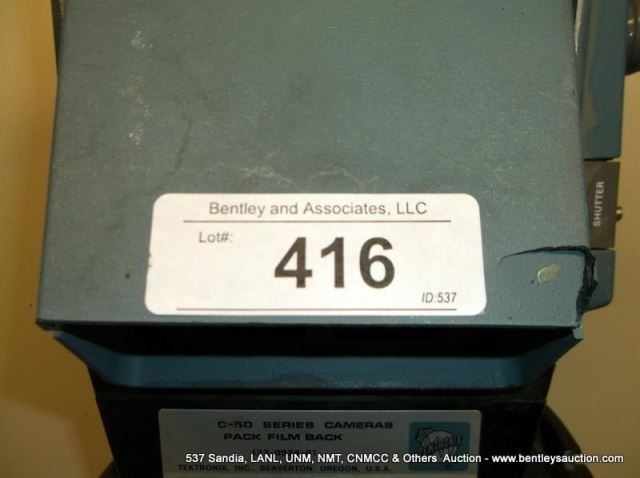 SHUTTER
Bentley and Associates, LLC
Lot#:
416
ID:537
C-50 SERIES CAMERAS
PACK FILM BACK
TEKTRONIX, INC., BEAVERTON, OREGON, U.S.A.
TEKTRONIX
537 Sandia, LANL, UNM, NMT, CNMCC & Others Auction - www.bentleysauction.com